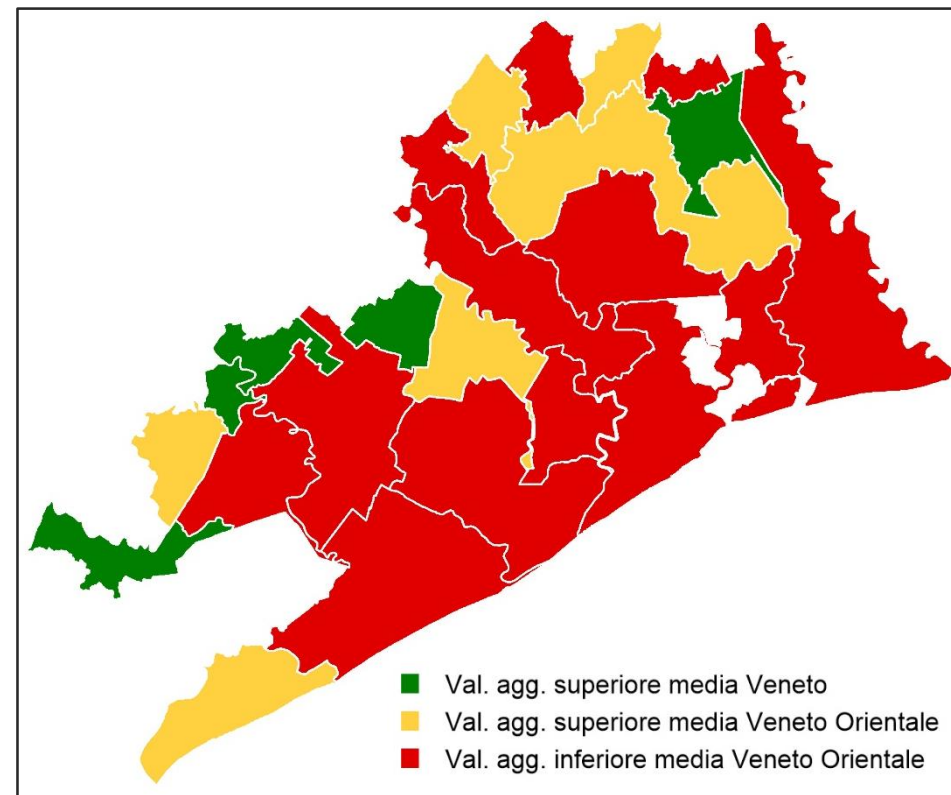 Val. agg. superiore media Veneto
Val. agg. superiore media Veneto Orientale
Val. agg. inferiore media Veneto Orientale